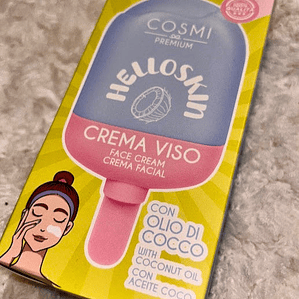 COSMI
PREMIUM
HELLOSKIN
CREMA VISO
FACE CREAM
CREMA FACIAL
CON
OLIO DI
COCCO
WITH
COCONUT OIL
CON
ACEITE COCO